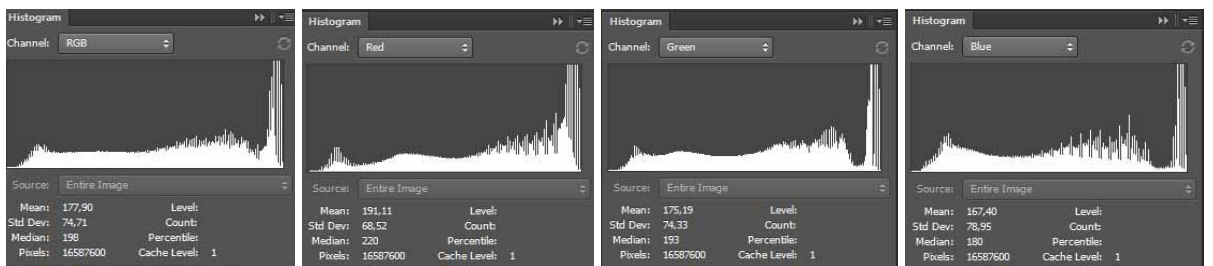 Histogram
Channel: RGB
Source: Entire Image
Mean: 177,90 Level:
Std Dev: 74,71 Count:
Median: 198 Percentile:
Pixels: 16587600 Cache Level: 1
Histogram
Channel: Red
Source: Entire Image
Mean: 191,11 Level:
Std Dev: 68,52 Count:
Median: 220 Percentile:
Pixels: 16587600 Cache Level: 1
Histogram
Channel: Green
Source: Entire Image
Mean: 175,19 Level:
Std Dev: 74,33 Count:
Median: 193 Percentile:
Pixels: 16587600 Cache Level: 1
Histogram
Channel: Blue
Source: Entire Image
Mean: 167,40 Level:
Std Dev: 78,95 Count:
Median: 180 Percentile:
Pixels: 16587600 Cache Level: 1